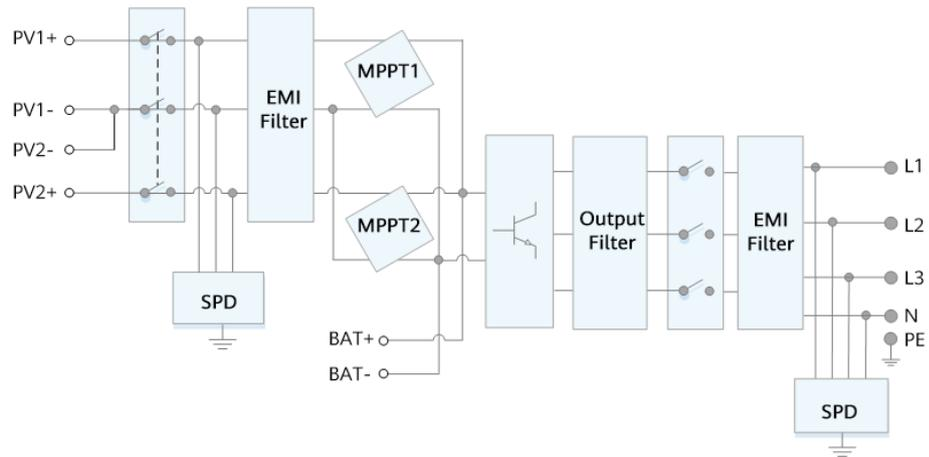 PV1+
PV1-
PV2-
PV2+
EMI
Filter
SPD
MPPT1
MPPT2
BAT+
BAT-
Output
Filter
EMI
Filter
L1
L2
L3
N
PE
SPD